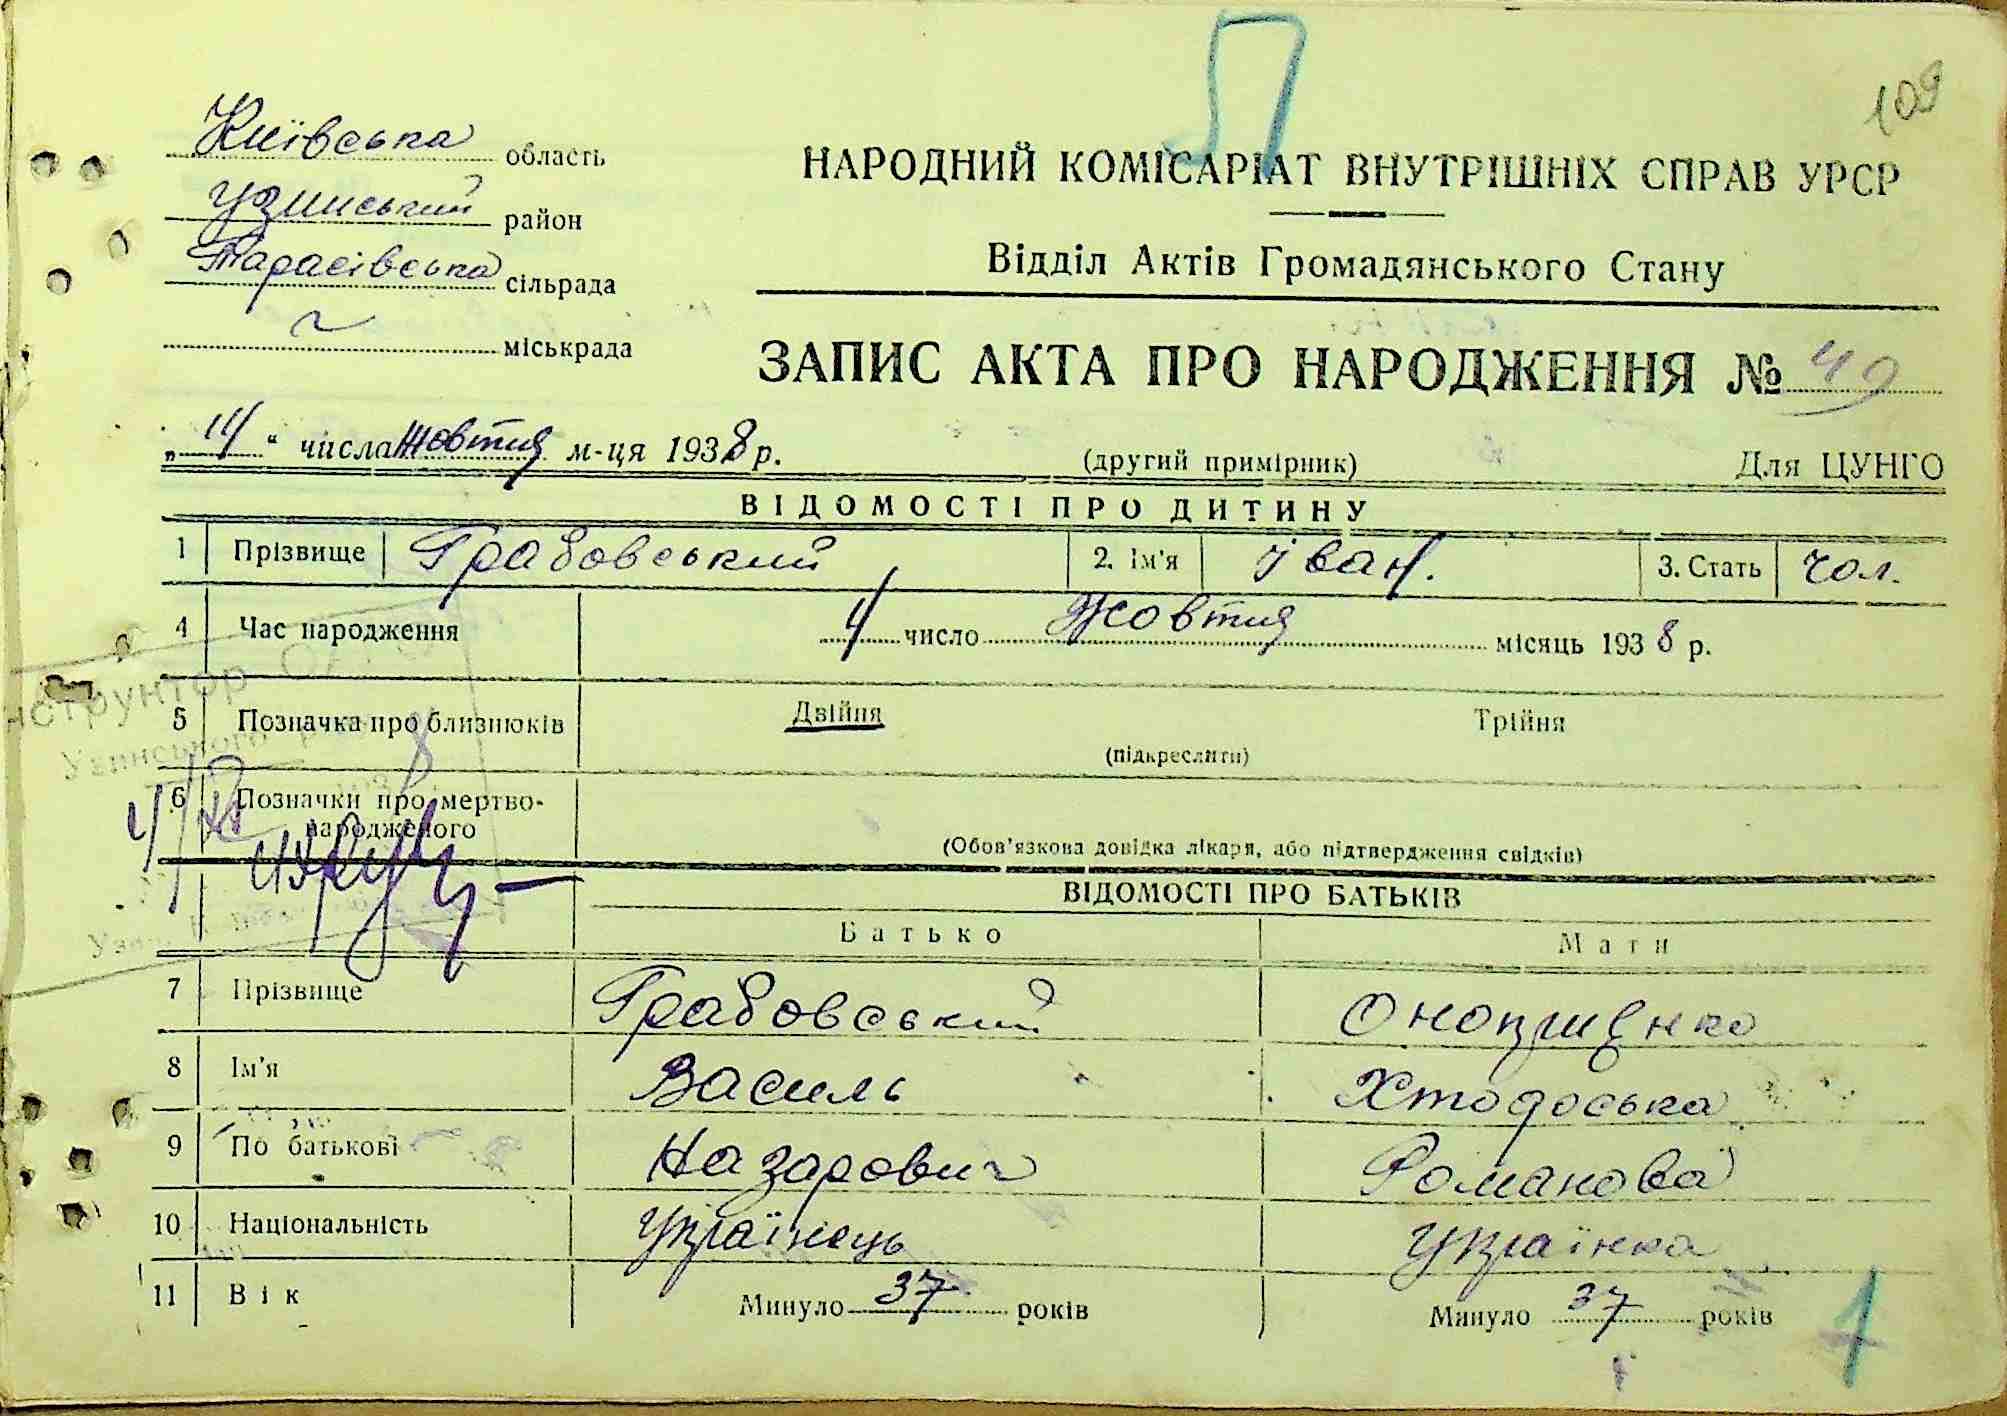 109
Київська область
Узинський район
НАРОДНИЙ КОМІСАРІАТ ВНУТРІШНІХ СПРАВ УРСР
Тарасівська сільрада
Відділ Актів Громадянського Стану
міськрада
ЗАПИС АКТА ПРО НАРОДЖЕННЯ № 49
„ 14 “ числа Жовтня м-ця 1938 р.
(другий примірник)
Для ЦУНГО
ВІДОМОСТІ ПРО ДИТИНУ
1 Прізвище Грабовський 2. Ім'я Іван. 3. Стать чол.
4 Час народження 4 число Жовтня місяць 1938 р.
5 Позначка про близнюків Двійня Трійня
(підкреслити)
6 Позначки про мертво-
народженого
(Обов'язкова довідка лікаря, або підтвердження свідків)
ВІДОМОСТІ ПРО БАТЬКІВ
Батько Мати
7 Прізвище Грабовський Оноприенко
8 Ім'я Василь Хтодоська
9 По батькові Назарович Романова
10 Національність Українець Українка
11 Вік Минуло 37 років Минуло 37 років